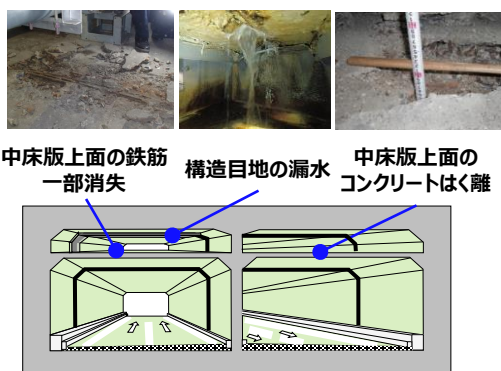 中床版上面の鉄筋
一部消失
構造目地の漏水
中床版上面の
コンクリートはく離